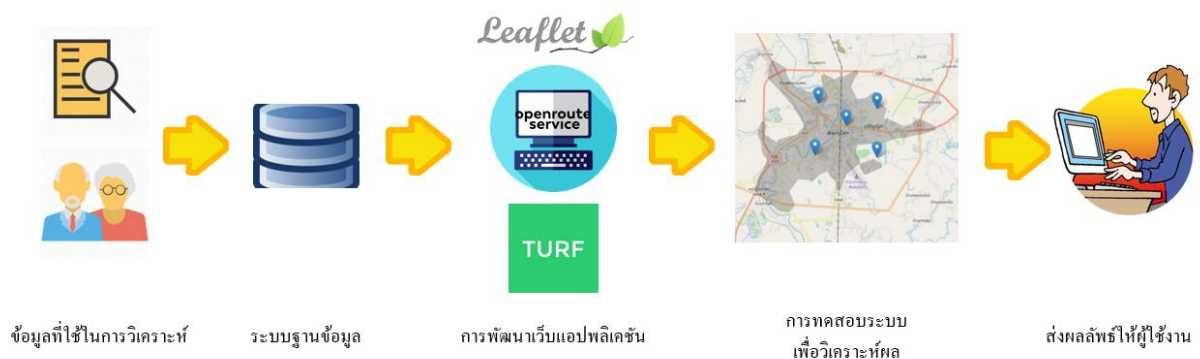 Leaflet
openroute
service
TURF
ข้อมูลที่ใช้ในการวิเคราะห์
ระบบฐานข้อมูล
การพัฒนาเว็บแอปพลิเคชัน
การทดสอบระบบ
เพื่อวิเคราะห์ผล
ส่งผลลัพธ์ให้ผู้ใช้งาน